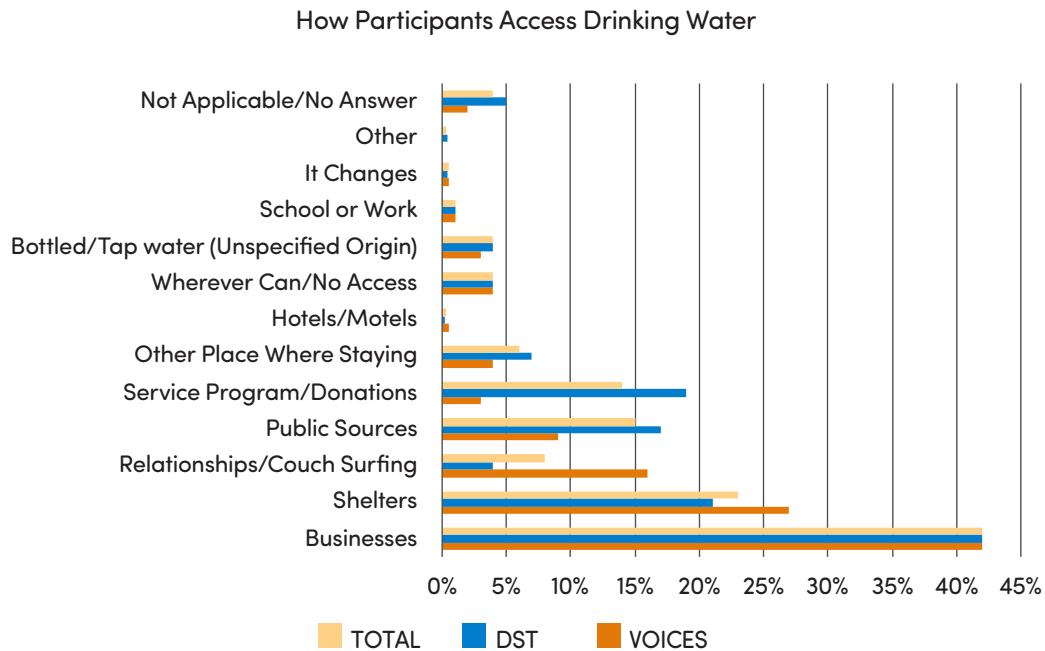 How Participants Access Drinking Water
Not Applicable/No Answer
Other
It Changes
School or Work
Bottled/Tap water (Unspecified Origin)
Wherever Can/No Access
Hotels/Motels
Other Place Where Staying
Service Program/Donations
Public Sources
Relationships/Couch Surfing
Shelters
Businesses
0% 5% 10% 15% 20% 25% 30% 35% 40% 45%
TOTAL DST VOICES